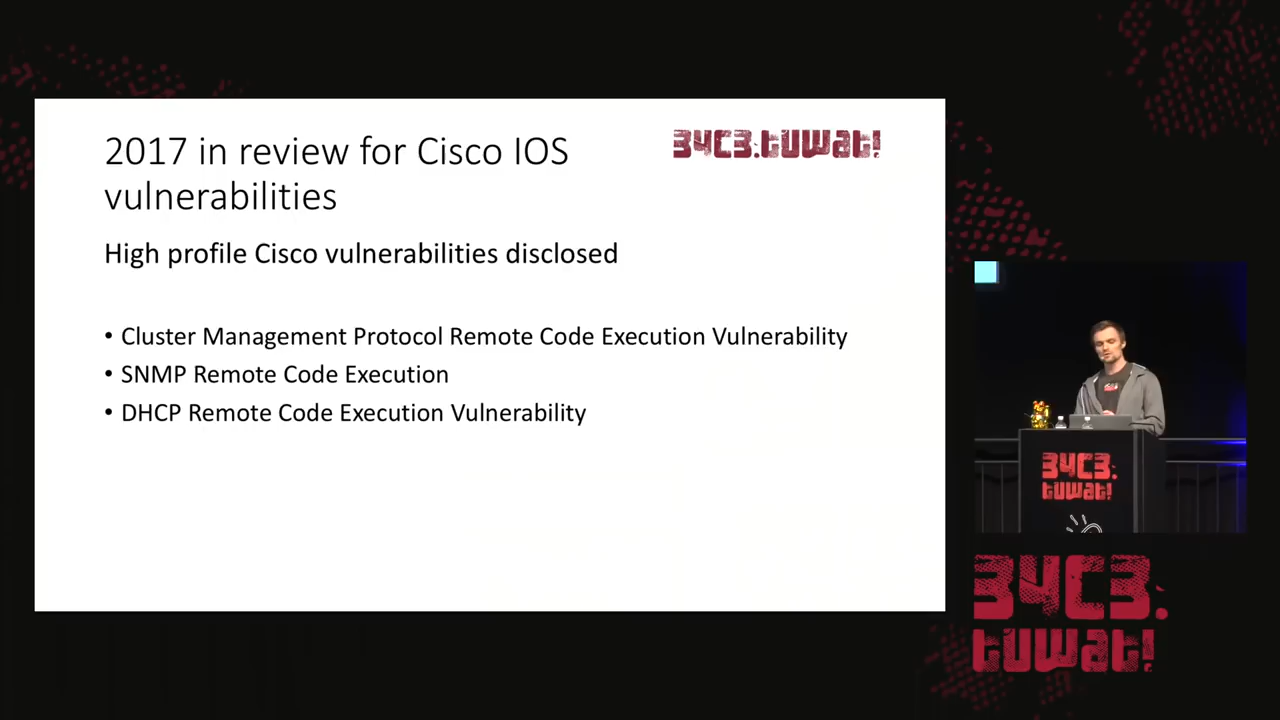 2017 in review for Cisco IOS
vulnerabilities
34C3.tuwat!
High profile Cisco vulnerabilities disclosed
• Cluster Management Protocol Remote Code Execution Vulnerability
• SNMP Remote Code Execution
• DHCP Remote Code Execution Vulnerability
34C3.
tuwat!
34C3.
tuwat!